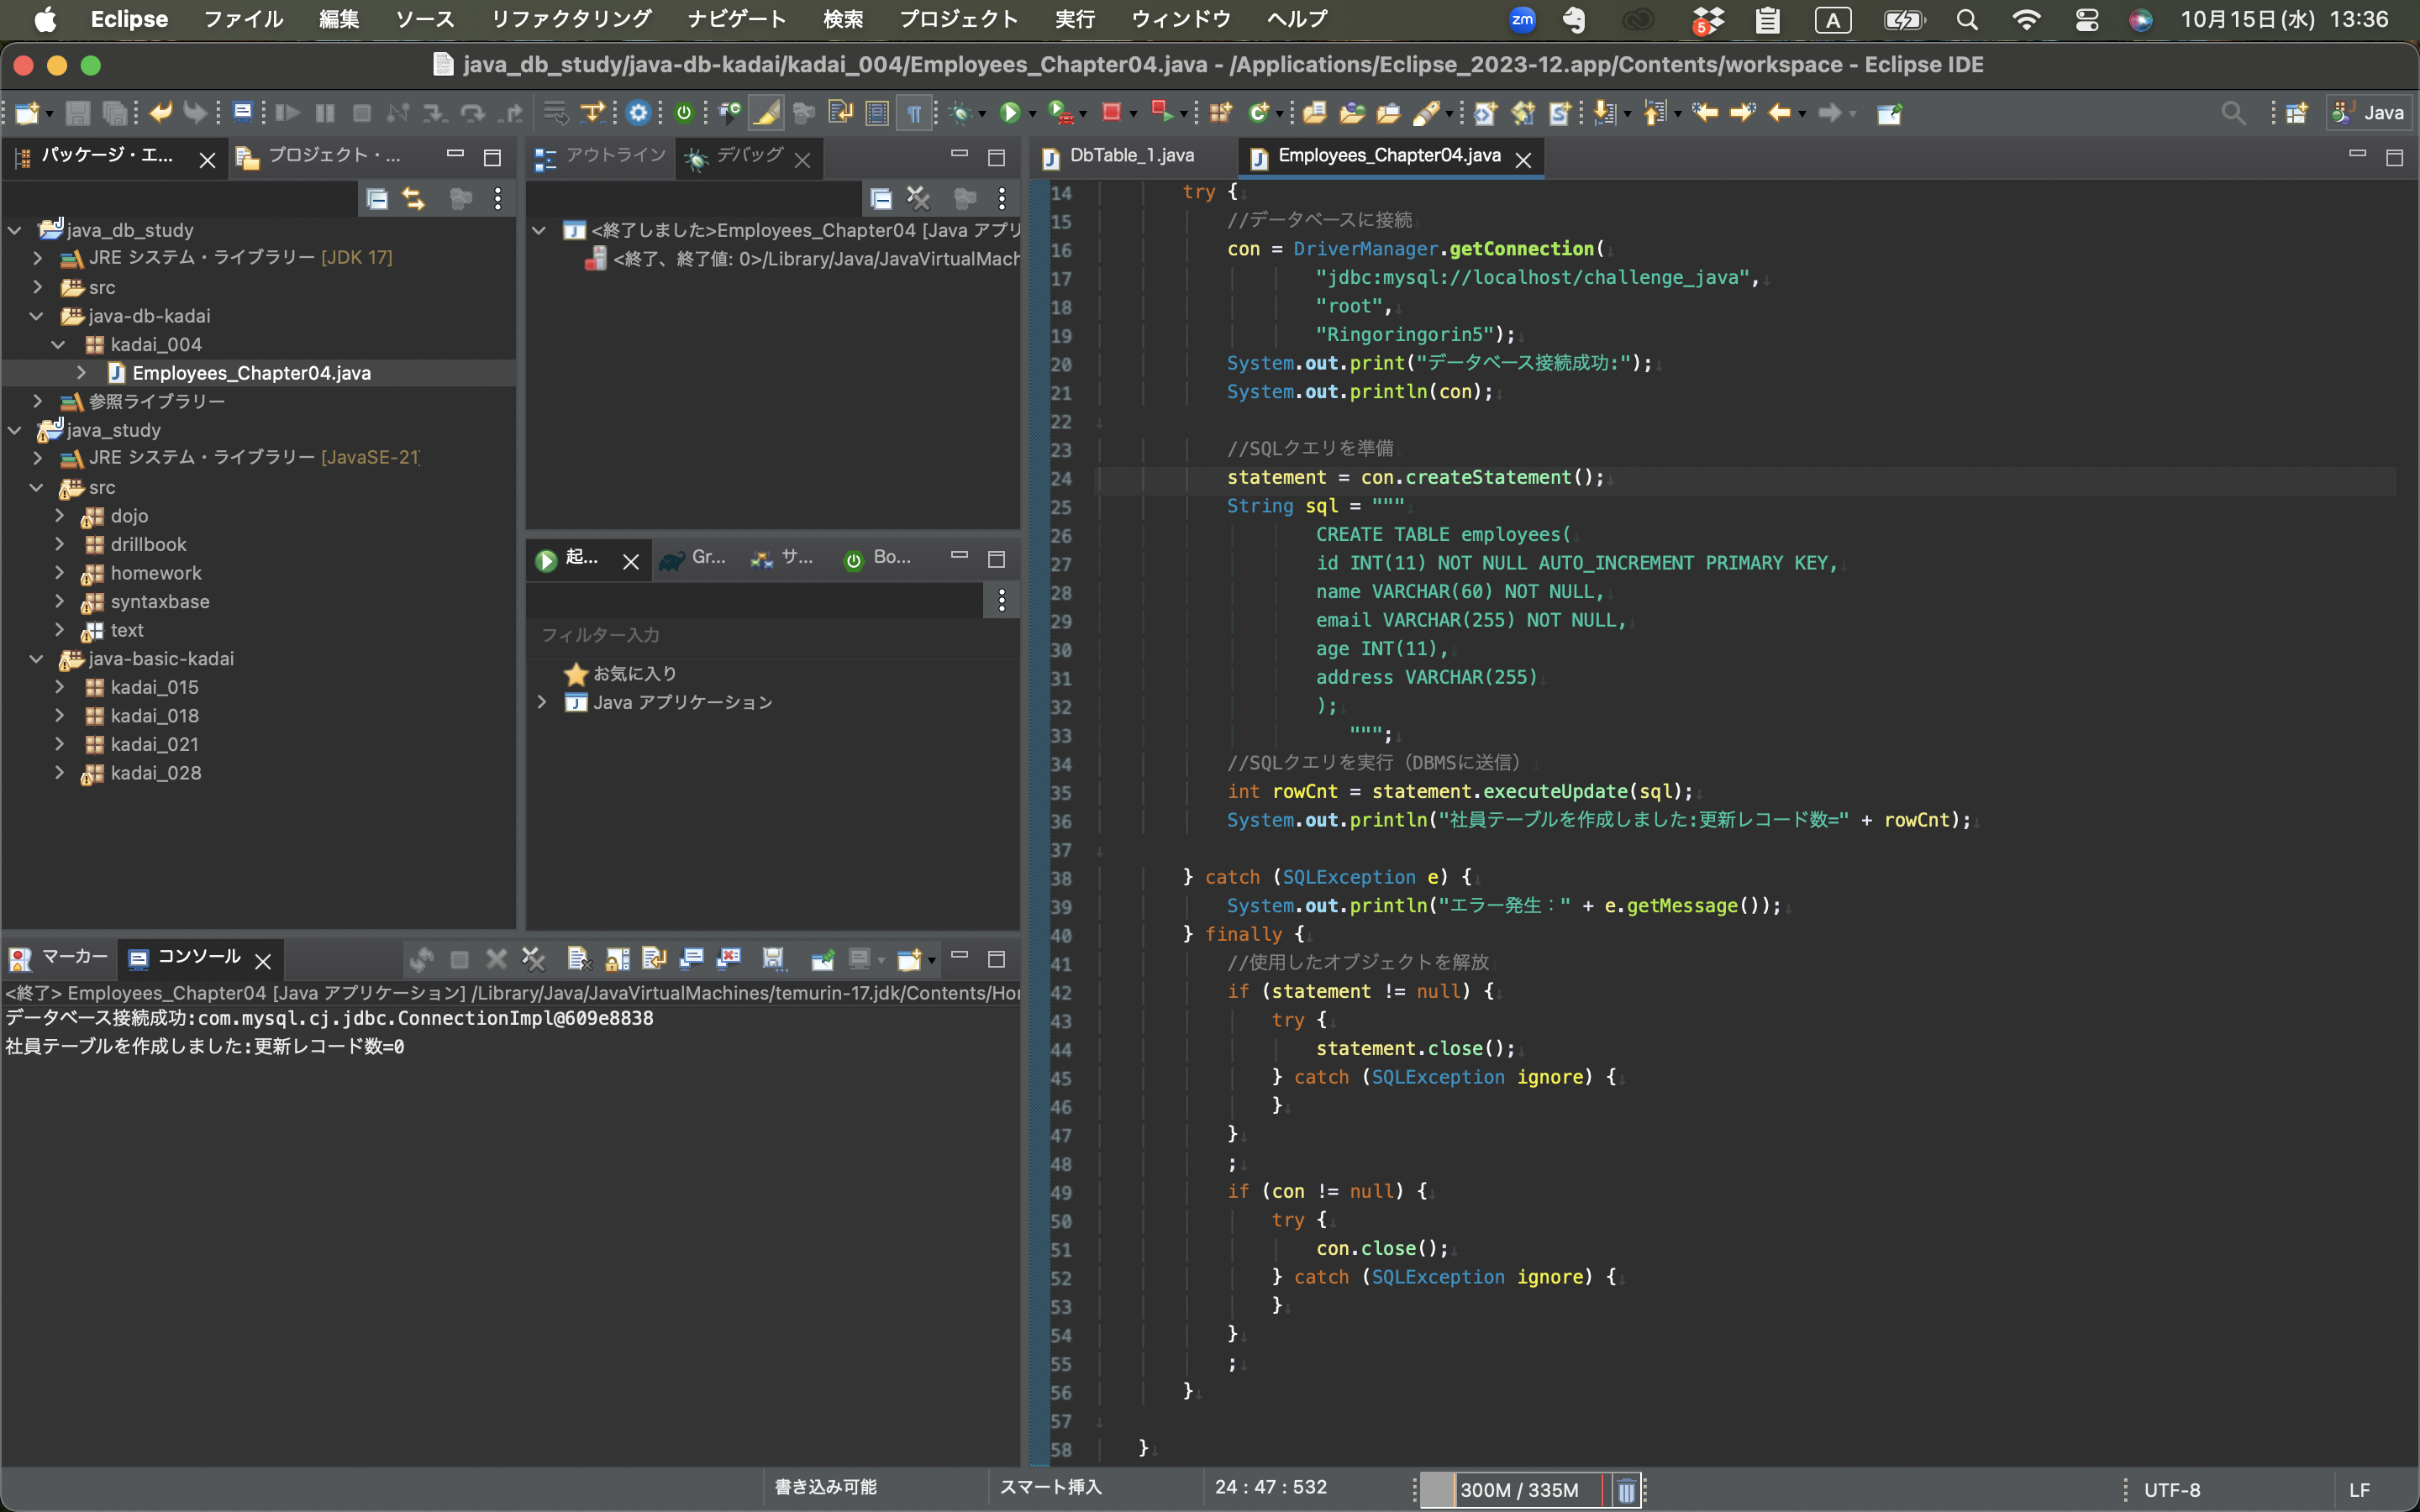 Eclipse ファイル 編集 ソース リファクタリング ナビゲート 検索 プロジェクト 実行 ウィンドウ ヘルプ zm 5 A 10月15日(水) 13:36
java_db_study/java-db-kadai/kadai_004/Employees_Chapter04.java - /Applications/Eclipse_2023-12.app/Contents/workspace - Eclipse IDE
Java
パッケージ・エ... プロジェクト・...
java_db_study
JRE システム・ライブラリー [JDK 17]
src
java-db-kadai
kadai_004
Employees_Chapter04.java
参照ライブラリー
java_study
JRE システム・ライブラリー [JavaSE-21]
src
dojo
drillbook
homework
syntaxbase
text
java-basic-kadai
kadai_015
kadai_018
kadai_021
kadai_028
アウトライン デバッグ
<終了しました>Employees_Chapter04 [Java アプリ
<終了、終了値: 0>/Library/Java/JavaVirtualMach
起... Gr... サ... Bo...
フィルター入力
お気に入り
Java アプリケーション
マーカー コンソール
<終了> Employees_Chapter04 [Java アプリケーション] /Library/Java/JavaVirtualMachines/temurin-17.jdk/Contents/Ho
データベース接続成功:com.mysql.cj.jdbc.ConnectionImpl@609e8838
社員テーブルを作成しました:更新レコード数=0
DbTable_1.java Employees_Chapter04.java
14 try {
15 //データベースに接続
16 con = DriverManager.getConnection(
17 "jdbc:mysql://localhost/challenge_java",
18 "root",
19 "Ringoringorin5");
20 System.out.print("データベース接続成功:");
21 System.out.println(con);
22
23 //SQLクエリを準備
24 statement = con.createStatement();
25 String sql = """
26 CREATE TABLE employees(
27 id INT(11) NOT NULL AUTO_INCREMENT PRIMARY KEY,
28 name VARCHAR(60) NOT NULL,
29 email VARCHAR(255) NOT NULL,
30 age INT(11),
31 address VARCHAR(255)
32 );
33 """;
34 //SQLクエリを実行（DBMSに送信）
35 int rowCnt = statement.executeUpdate(sql);
36 System.out.println("社員テーブルを作成しました:更新レコード数=" + rowCnt);
37
38 } catch (SQLException e) {
39 System.out.println("エラー発生：" + e.getMessage());
40 } finally {
41 //使用したオブジェクトを解放
42 if (statement != null) {
43 try {
44 statement.close();
45 } catch (SQLException ignore) {
46 }
47 }
48 ;
49 if (con != null) {
50 try {
51 con.close();
52 } catch (SQLException ignore) {
53 }
54 }
55 ;
56 }
57
58 }
書き込み可能 スマート挿入 24 : 47 : 532 300M / 335M UTF-8 LF